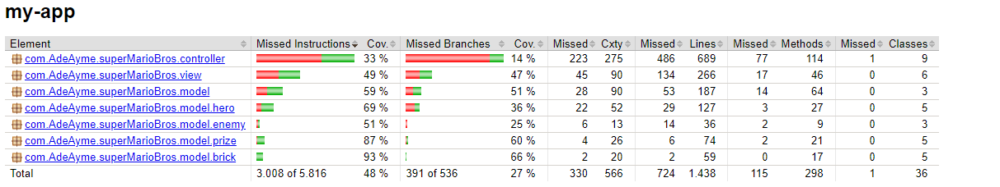 my-app
Element Missed Instructions Cov. Missed Branches Cov. Missed Cxty Missed Lines Missed Methods Missed Classes
com.AdeAyme.superMarioBros.controller 33 % 14 % 223 275 486 689 77 114 1 9
com.AdeAyme.superMarioBros.view 49 % 47 % 45 90 134 266 17 46 0 6
com.AdeAyme.superMarioBros.model 59 % 51 % 28 90 53 187 14 64 0 3
com.AdeAyme.superMarioBros.model.hero 69 % 36 % 22 52 29 127 3 27 0 5
com.AdeAyme.superMarioBros.model.enemy 51 % 25 % 6 13 14 36 2 9 0 3
com.AdeAyme.superMarioBros.model.prize 87 % 60 % 4 26 6 74 2 21 0 5
com.AdeAyme.superMarioBros.model.brick 93 % 66 % 2 20 2 59 0 17 0 5
Total 3.008 of 5.816 48 % 391 of 536 27 % 330 566 724 1.438 115 298 1 36